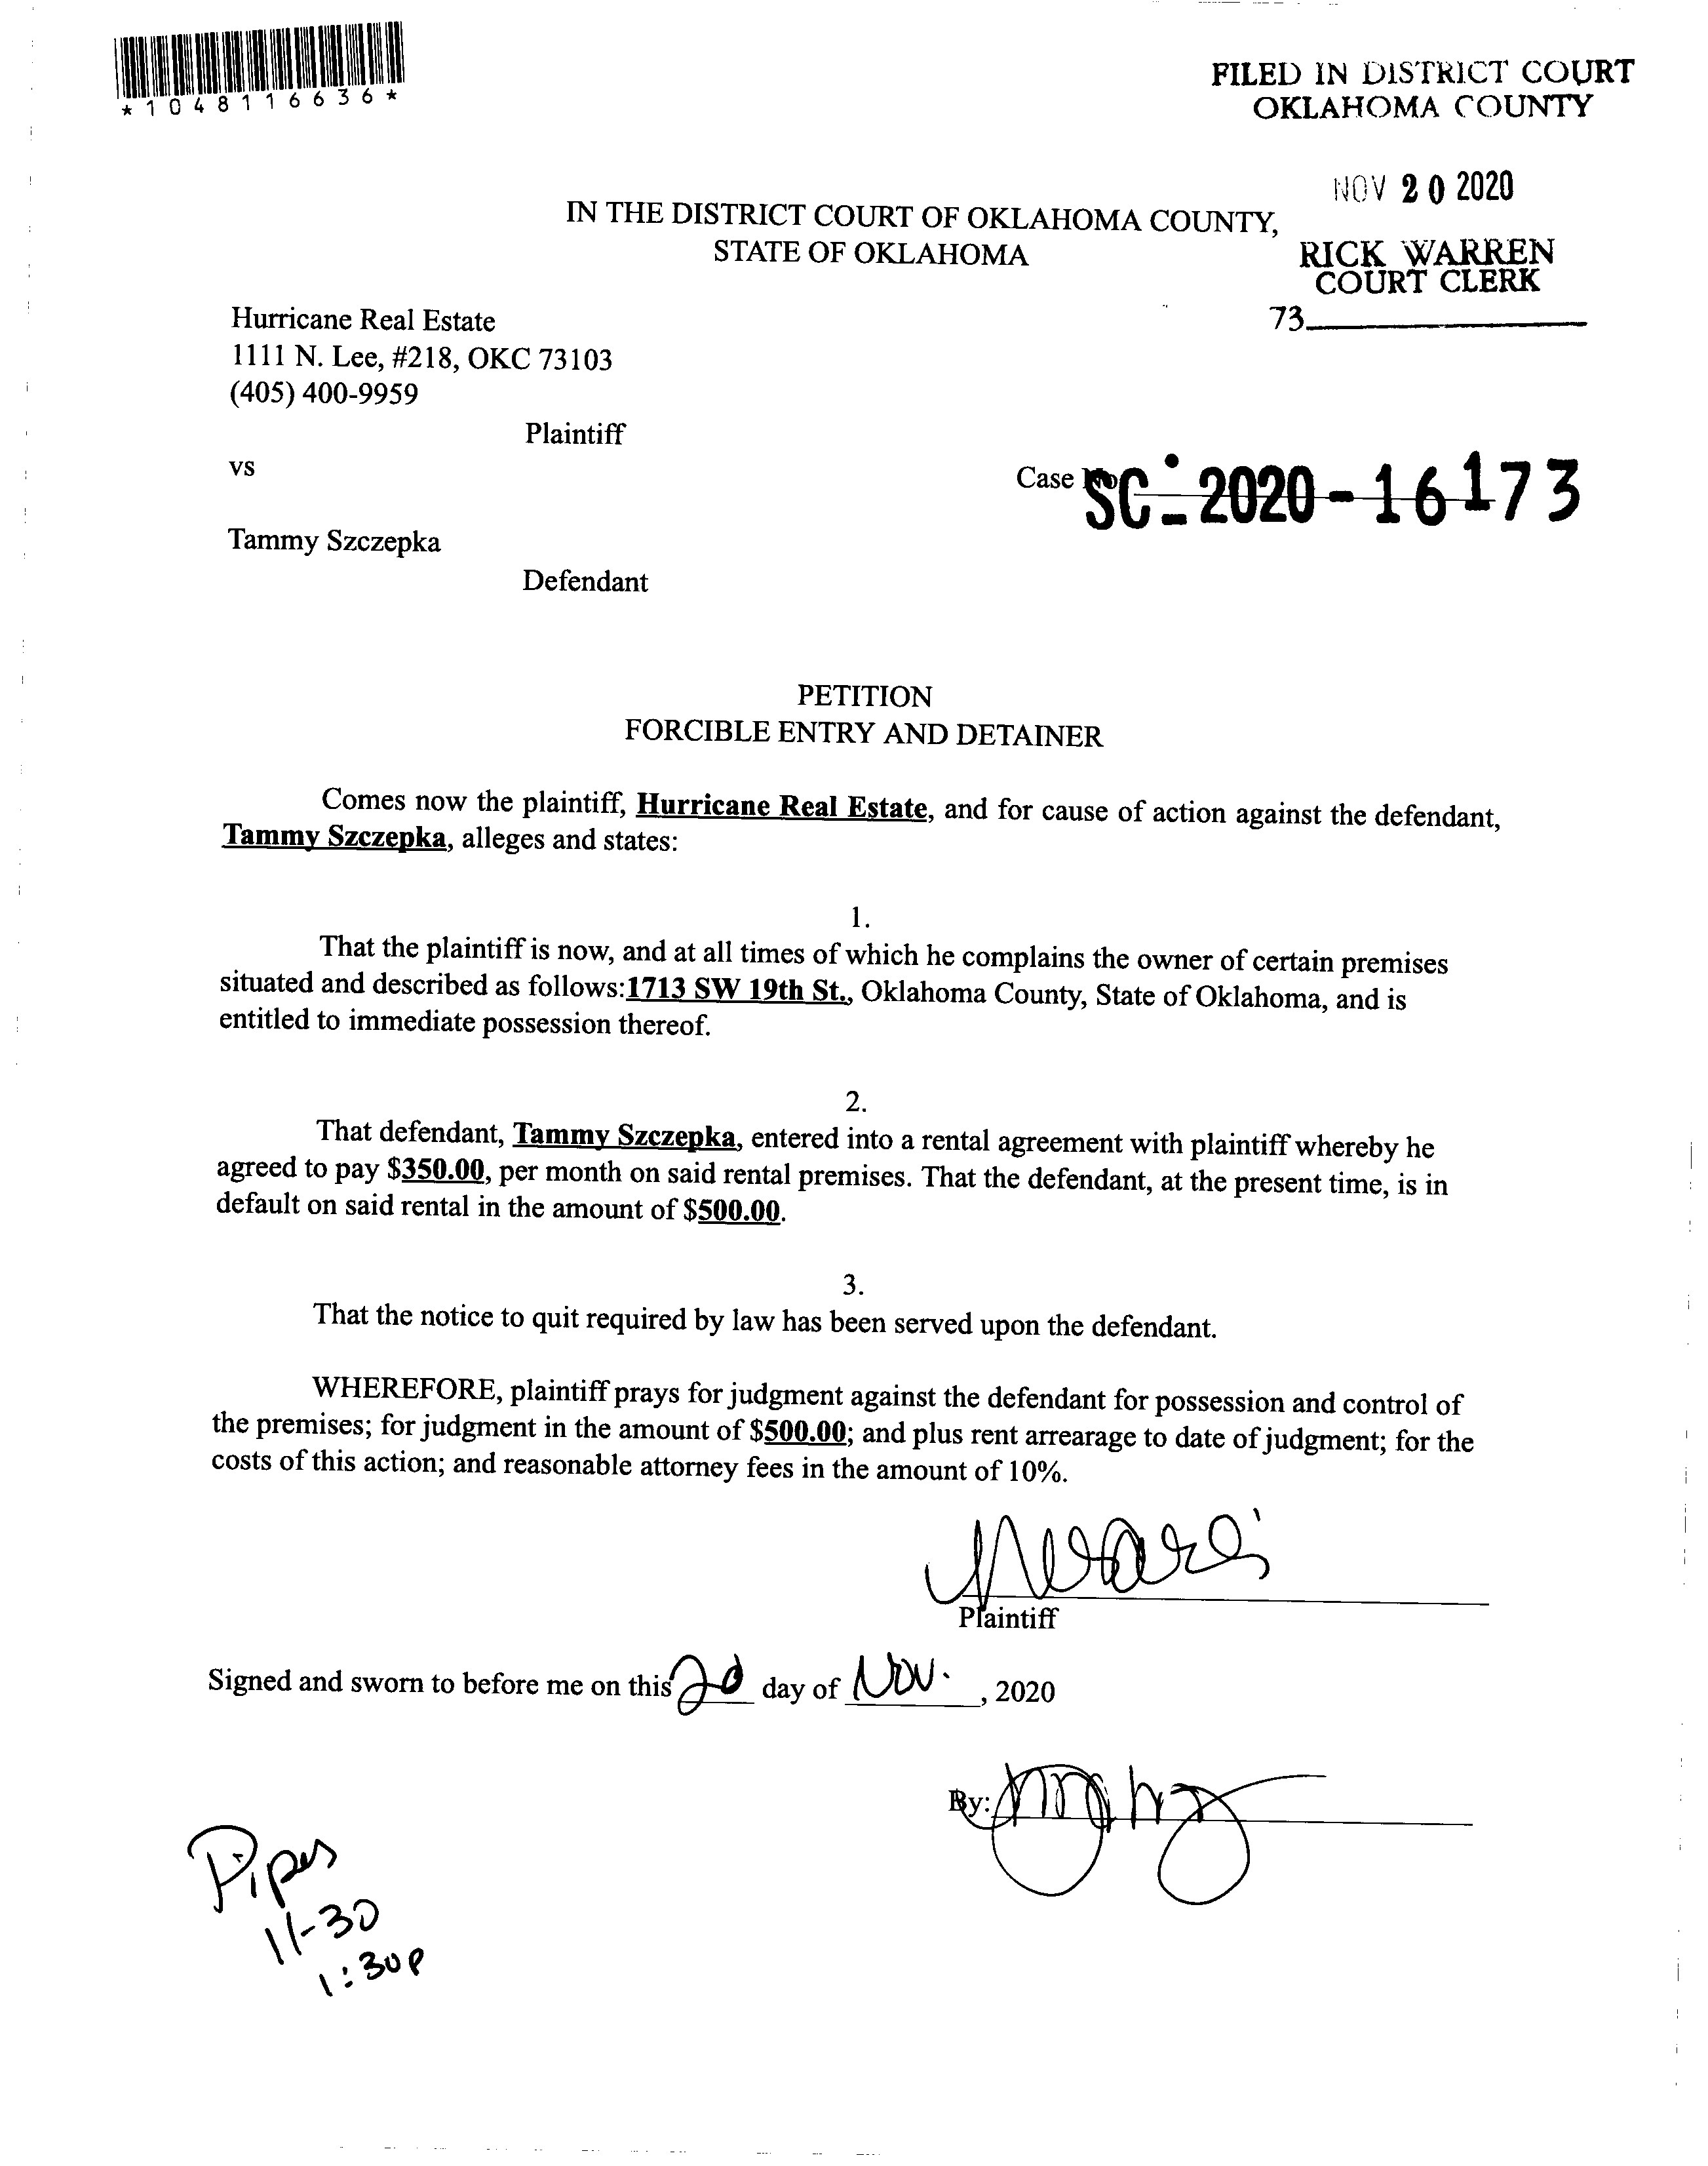 *1048116636*
FILED IN DISTRICT COURT
OKLAHOMA COUNTY
NOV 20 2020
RICK WARREN
COURT CLERK
73
IN THE DISTRICT COURT OF OKLAHOMA COUNTY,
STATE OF OKLAHOMA
Hurricane Real Estate
1111 N. Lee, #218, OKC 73103
(405) 400-9959
Plaintiff
vs
Case No
SC-2020-16173
Tammy Szczepka
Defendant
PETITION
FORCIBLE ENTRY AND DETAINER
Comes now the plaintiff, Hurricane Real Estate, and for cause of action against the defendant,
Tammy Szczepka, alleges and states:
1.
That the plaintiff is now, and at all times of which he complains the owner of certain premises
situated and described as follows:1713 SW 19th St., Oklahoma County, State of Oklahoma, and is
entitled to immediate possession thereof.
2.
That defendant, Tammy Szczepka, entered into a rental agreement with plaintiff whereby he
agreed to pay $350.00, per month on said rental premises. That the defendant, at the present time, is in
default on said rental in the amount of $500.00.
3.
That the notice to quit required by law has been served upon the defendant.
WHEREFORE, plaintiff prays for judgment against the defendant for possession and control of
the premises; for judgment in the amount of $500.00; and plus rent arrearage to date of judgment; for the
costs of this action; and reasonable attorney fees in the amount of 10%.
Plaintiff
Signed and sworn to before me on this 20 day of Nov. , 2020
By:
Pipes
11-30
1:30p